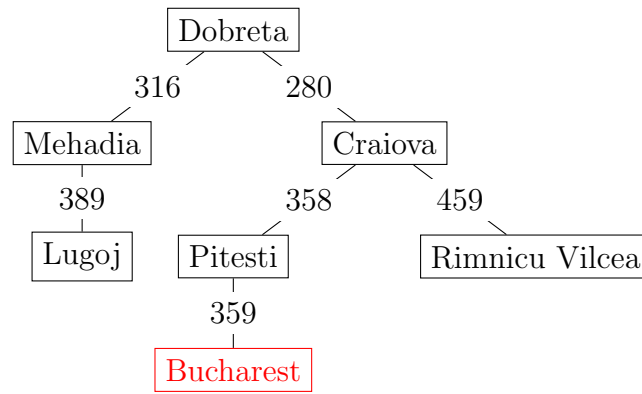 Dobreta
316 280
Mehadia Craiova
389 358 459
Lugoj Pitesti Rimnicu Vilcea
359
Bucharest